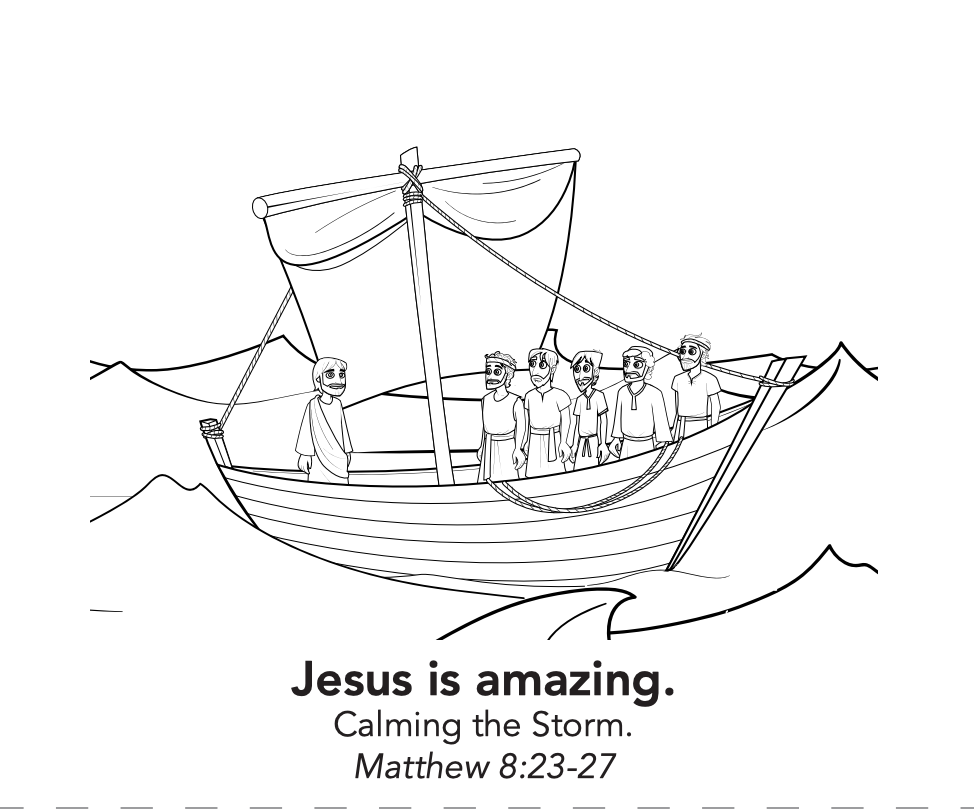 Jesus is amazing.
Calming the Storm.
Matthew 8:23-27